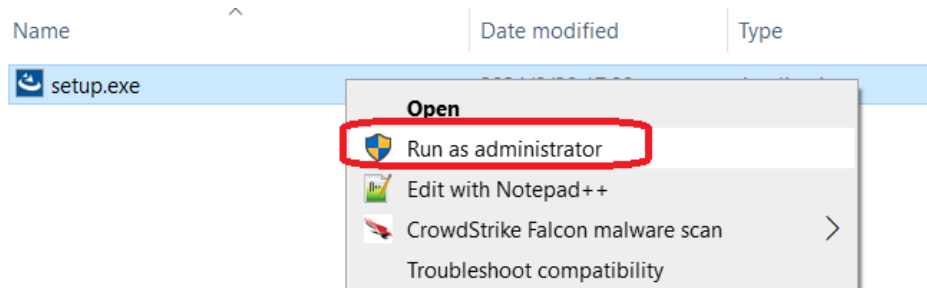 Name Date modified Type
setup.exe
Open
Run as administrator
Edit with Notepad++
CrowdStrike Falcon malware scan
Troubleshoot compatibility